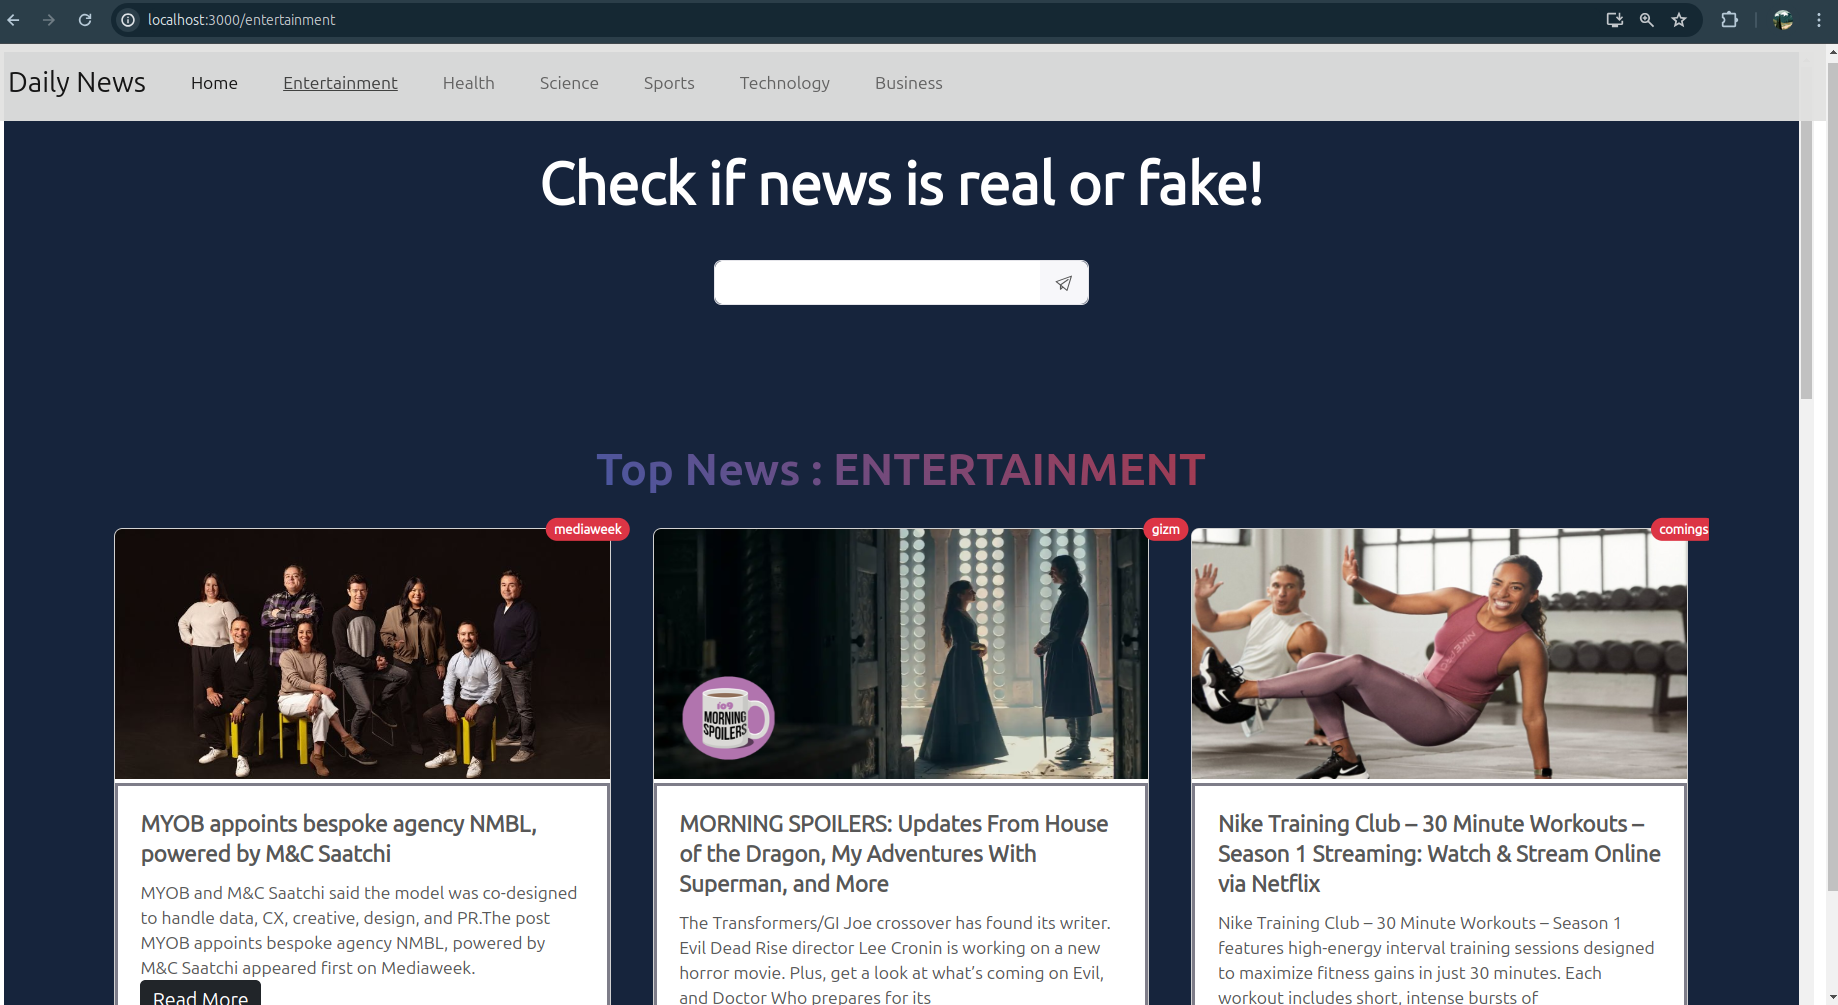 localhost:3000/entertainment
Daily News Home Entertainment Health Science Sports Technology Business
Check if news is real or fake!
Top News : ENTERTAINMENT
mediaweek
gizm
comings
io9
MORNING
SPOILERS
MYOB appoints bespoke agency NMBL,
powered by M&C Saatchi
MYOB and M&C Saatchi said the model was co-designed
to handle data, CX, creative, design, and PR.The post
MYOB appoints bespoke agency NMBL, powered by
M&C Saatchi appeared first on Mediaweek.
Read More
MORNING SPOILERS: Updates From House
of the Dragon, My Adventures With
Superman, and More
The Transformers/GI Joe crossover has found its writer.
Evil Dead Rise director Lee Cronin is working on a new
horror movie. Plus, get a look at what’s coming on Evil,
and Doctor Who prepares for its
Nike Training Club – 30 Minute Workouts –
Season 1 Streaming: Watch & Stream Online
via Netflix
Nike Training Club – 30 Minute Workouts – Season 1
features high-energy interval training sessions designed
to maximize fitness gains in just 30 minutes. Each
workout includes short, intense bursts of